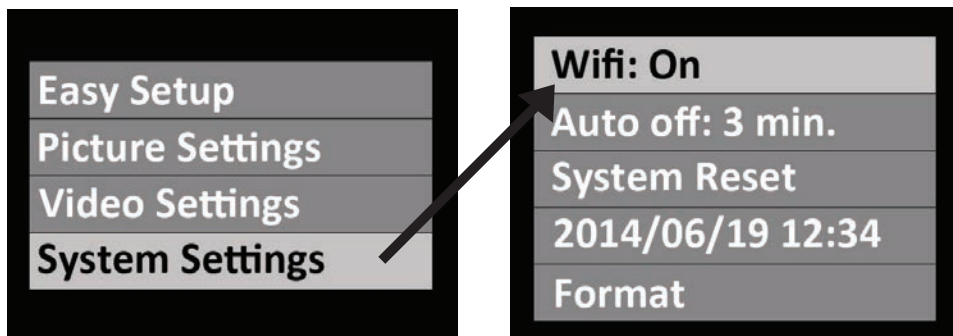 Easy Setup
Picture Settings
Video Settings
System Settings
Wifi: On
Auto off: 3 min.
System Reset
2014/06/19 12:34
Format